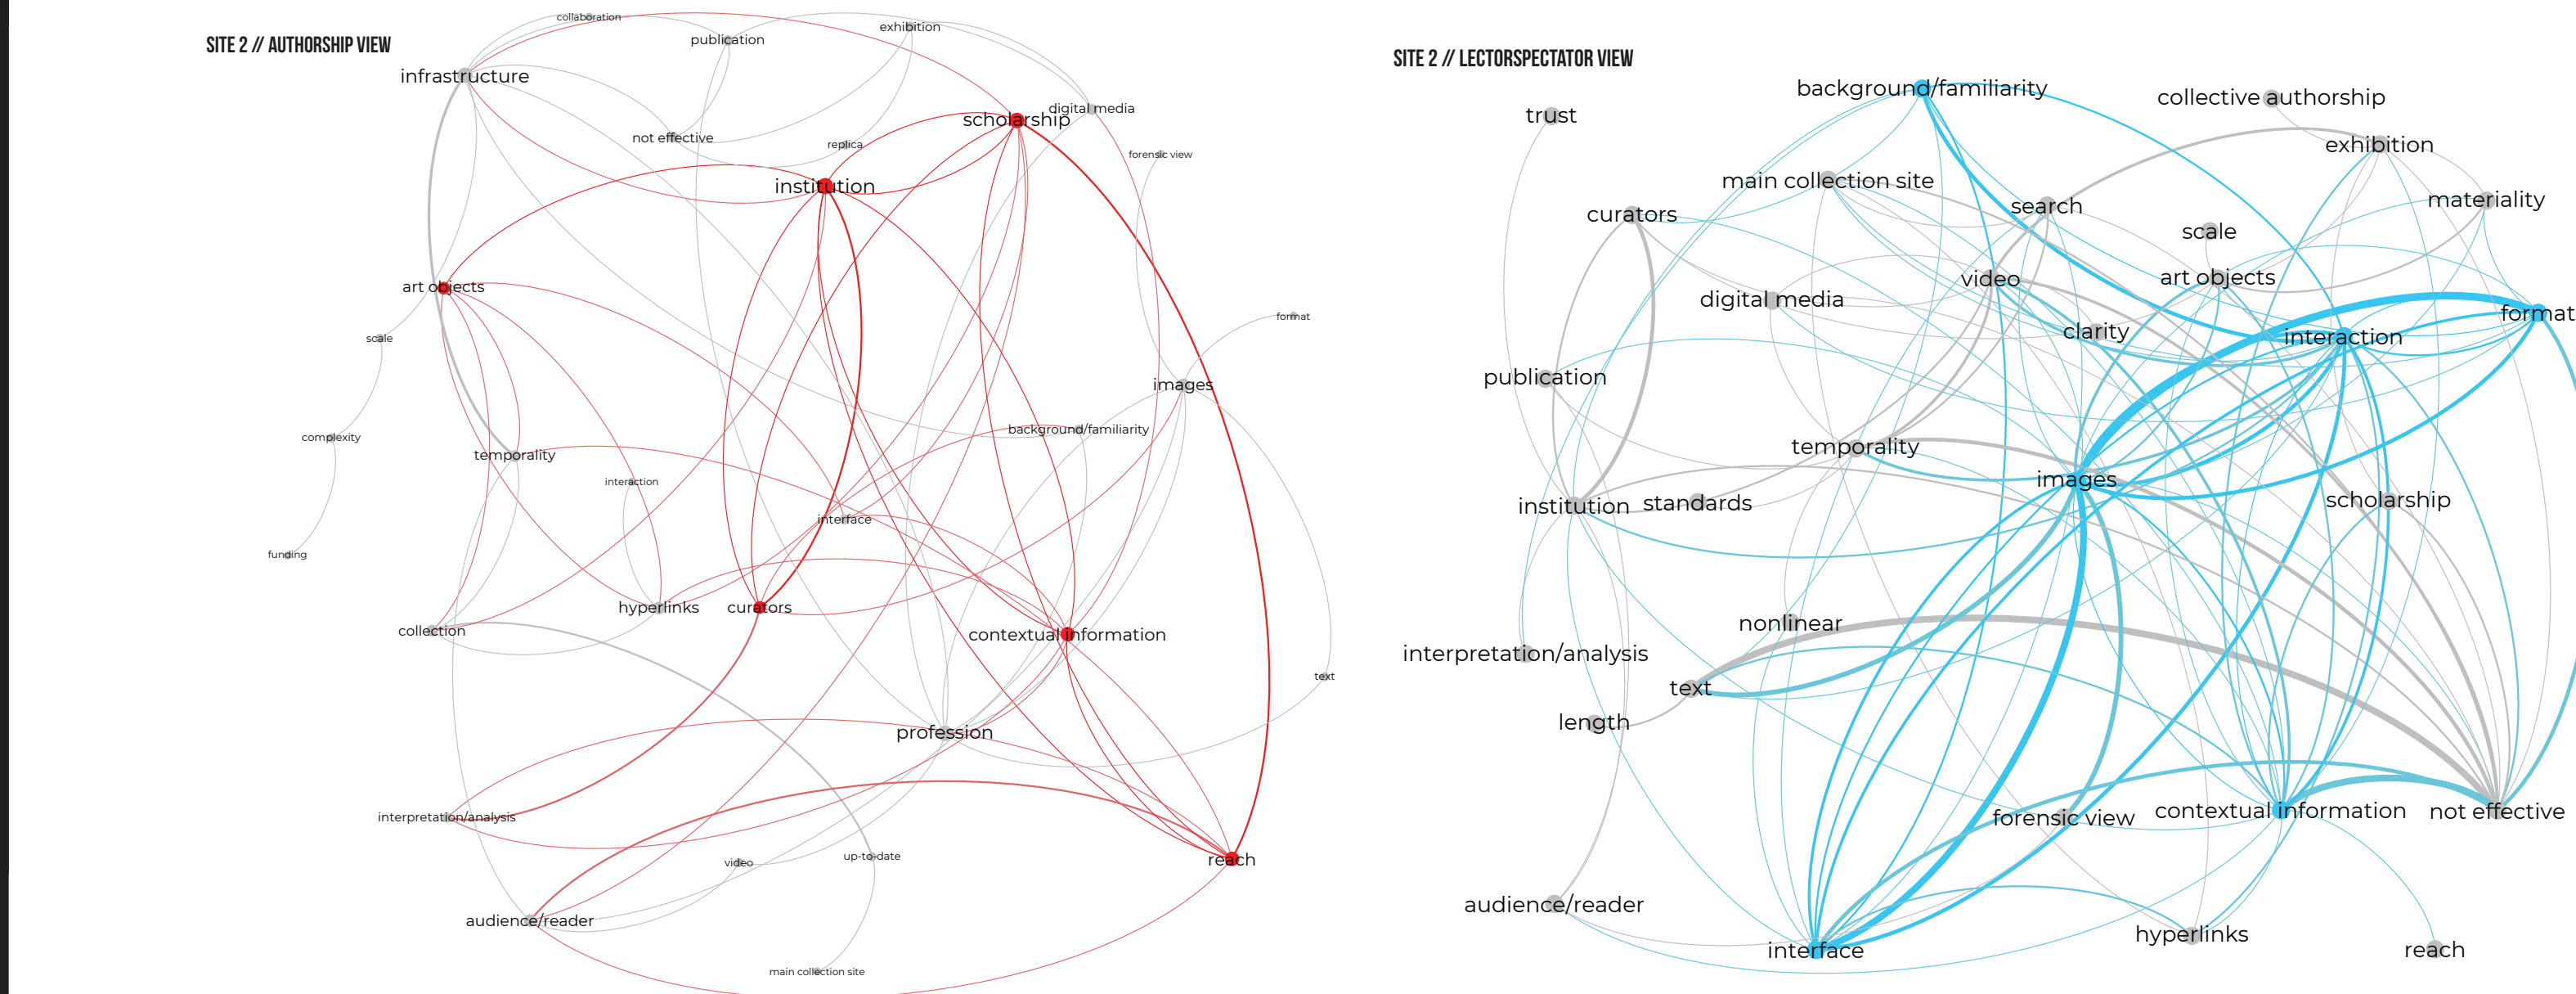 SITE 2 // AUTHORSHIP VIEW
collaboration
exhibition
publication
infrastructure
digital media
scholarship
not effective
replica
forensic view
institution
art objects
format
scale
images
background/familiarity
complexity
temporality
interaction
interface
funding
hyperlinks
curators
collection
contextual information
text
profession
interpretation/analysis
up-to-date
video
reach
audience/reader
main collection site
SITE 2 // LECTORSPECTATOR VIEW
background/familiarity
collective authorship
trust
exhibition
main collection site
materiality
search
curators
scale
art objects
video
digital media
format
clarity
interaction
publication
temporality
images
scholarship
standards
institution
nonlinear
interpretation/analysis
text
length
contextual information
not effective
forensic view
audience/reader
hyperlinks
interface
reach